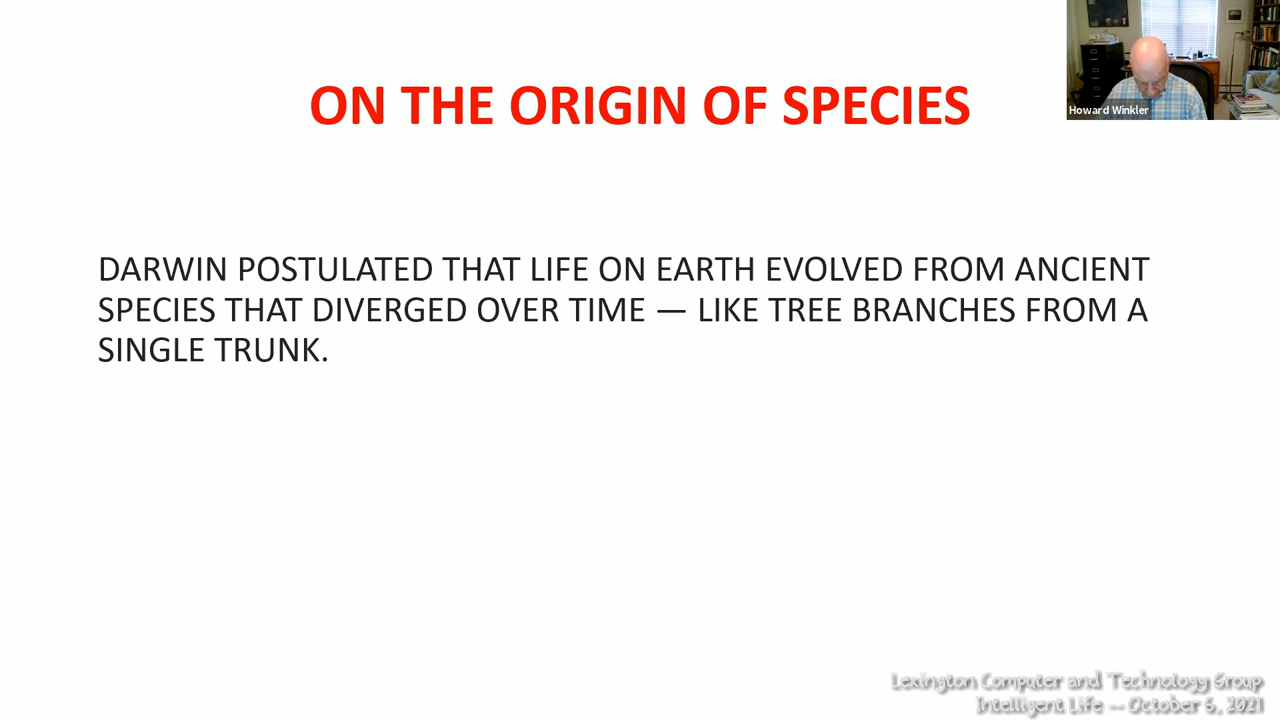 ON THE ORIGIN OF SPECIES
Howard Winkler
DARWIN POSTULATED THAT LIFE ON EARTH EVOLVED FROM ANCIENT
SPECIES THAT DIVERGED OVER TIME — LIKE TREE BRANCHES FROM A
SINGLE TRUNK.
Lexington Computer and Technology Group
Intelligent Life — October 6, 2021